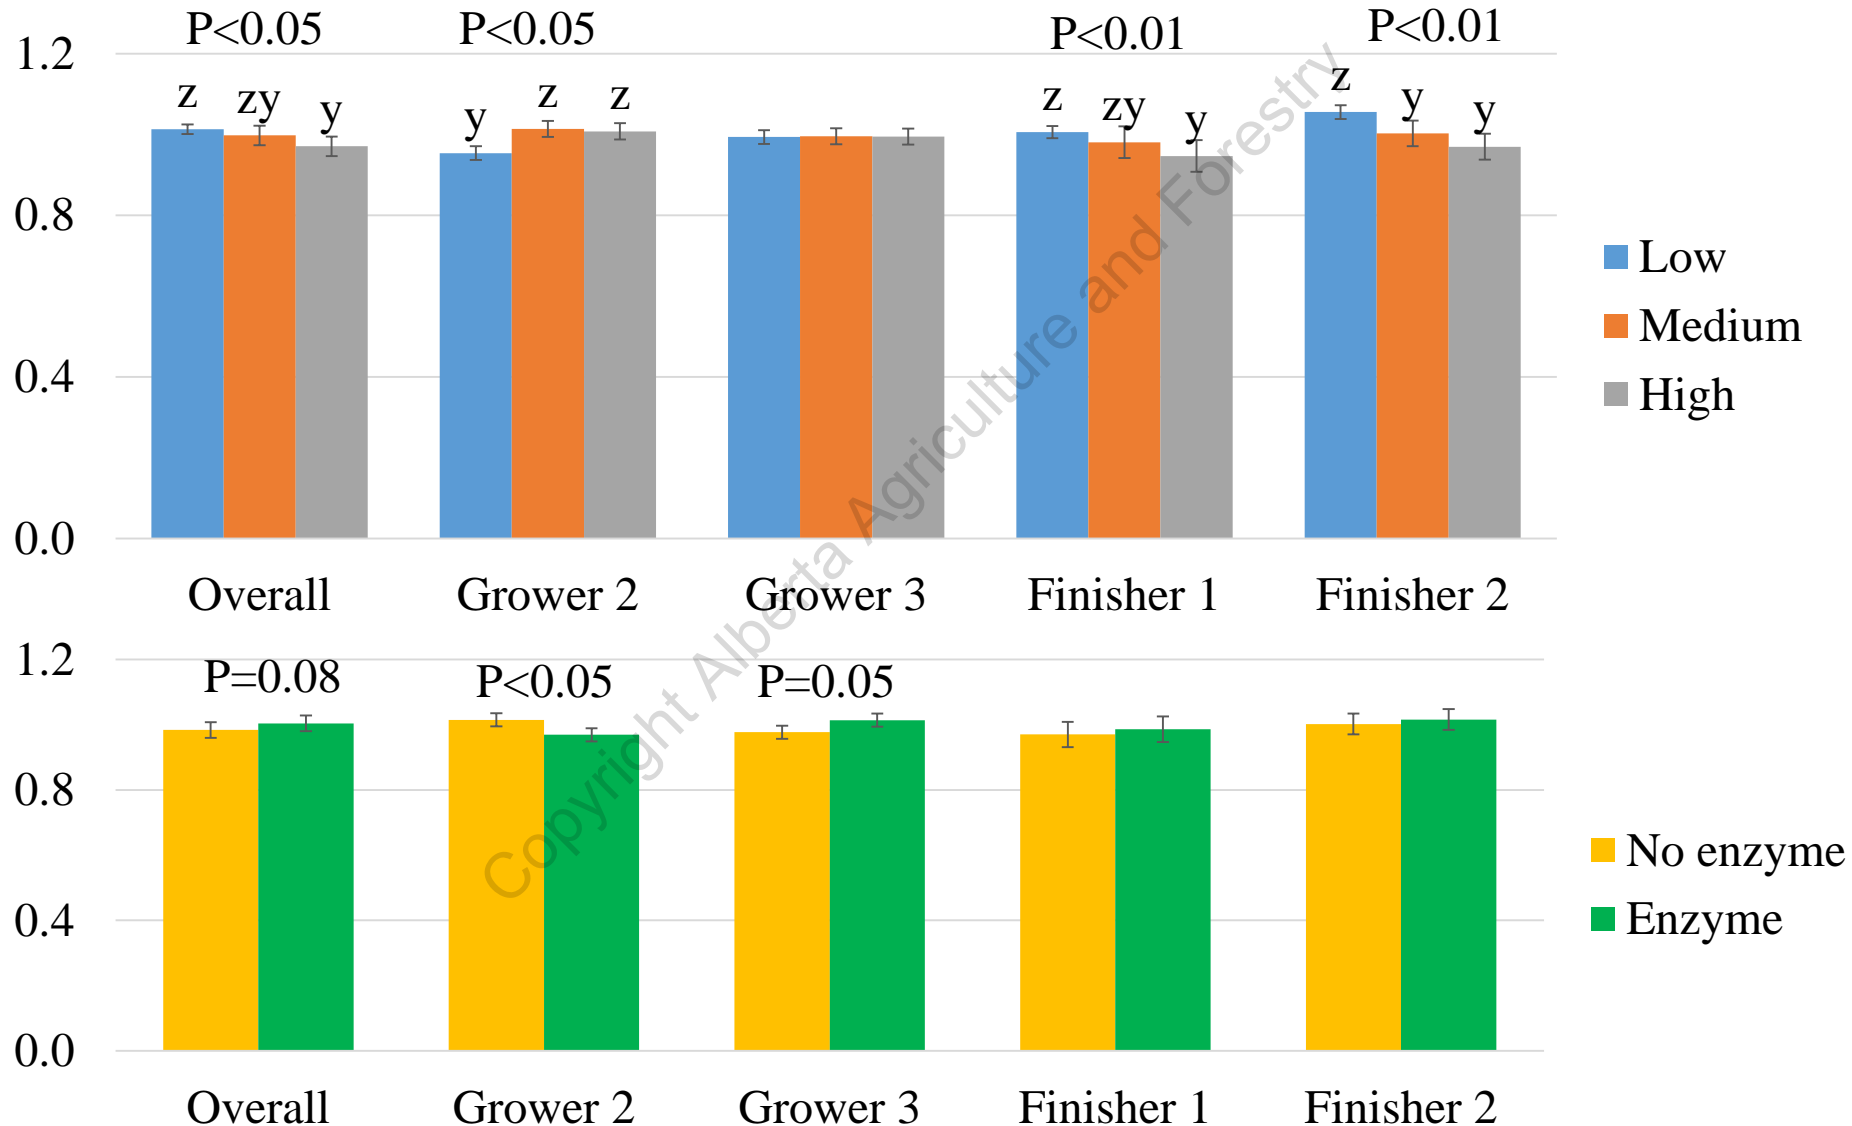 P<0.05 P<0.05 P<0.01 P<0.01
1.2
z zy y y z z z zy y z y y
0.8
0.4
0.0
Overall Grower 2 Grower 3 Finisher 1 Finisher 2
Low
Medium
High
1.2
P=0.08 P<0.05 P=0.05
0.8
0.4
0.0
Overall Grower 2 Grower 3 Finisher 1 Finisher 2
No enzyme
Enzyme
Copyright Alberta Agriculture and Forestry